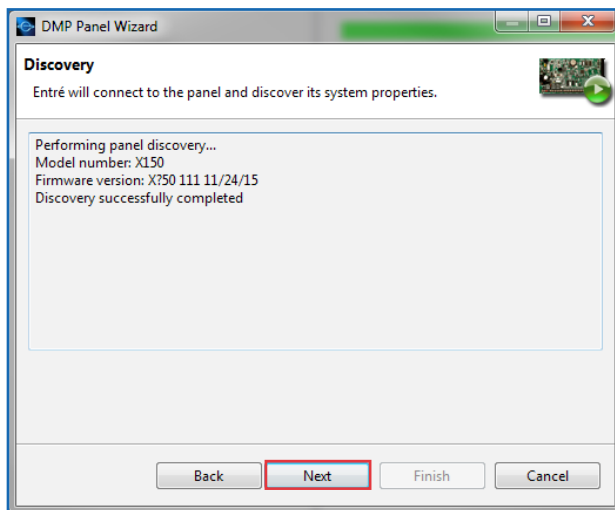 DMP Panel Wizard
Discovery
Entré will connect to the panel and discover its system properties.
Performing panel discovery...
Model number: X150
Firmware version: X?50 111 11/24/15
Discovery successfully completed
Back Next Finish Cancel